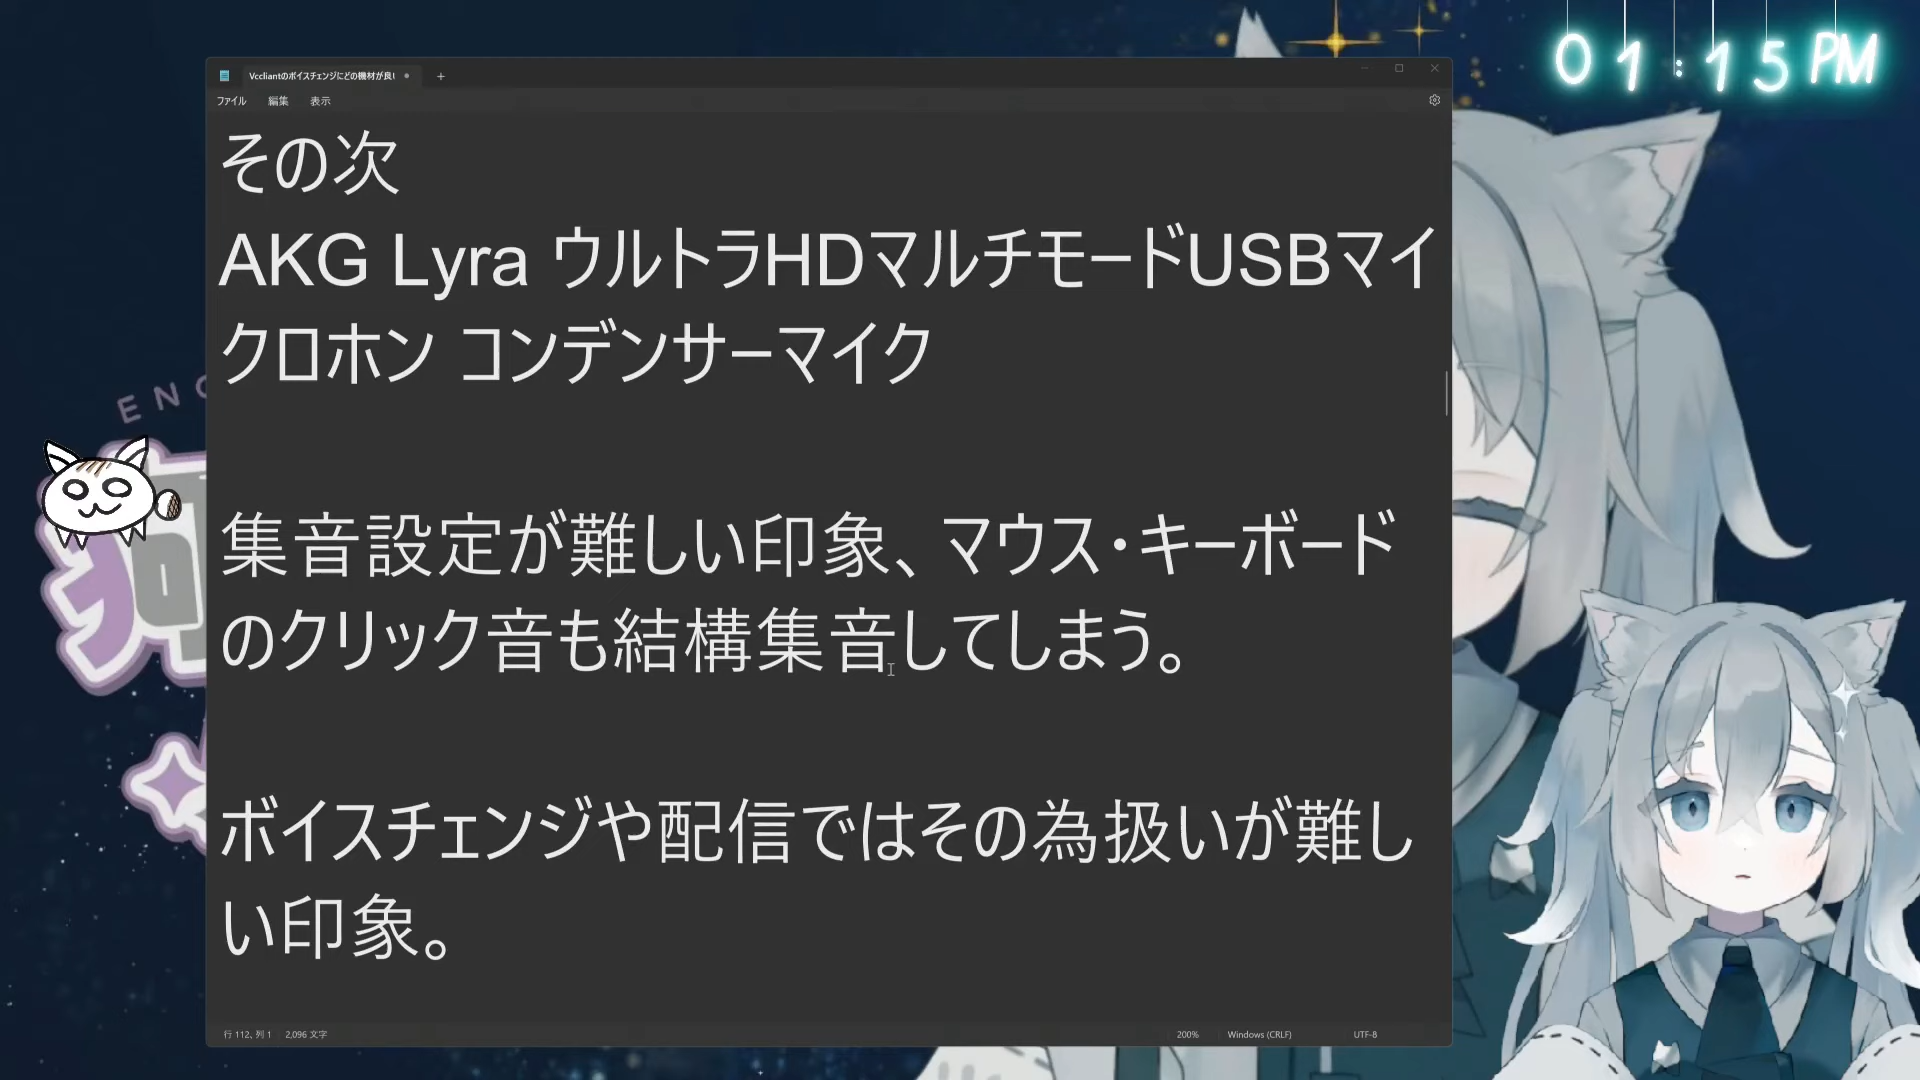 01:15 PM
Vccliantのボイスチェンジにどの機材が良い
ファイル 編集 表示
その次
AKG Lyra ウルトラHDマルチモードUSBマイ
クロホン コンデンサーマイク
ENG
集音設定が難しい印象、マウス・キーボード
のクリック音も結構集音してしまう。
ボイスチェンジや配信ではその為扱いが難し
い印象。
行 112, 列 1 2,096 文字 200% Windows (CRLF) UTF-8